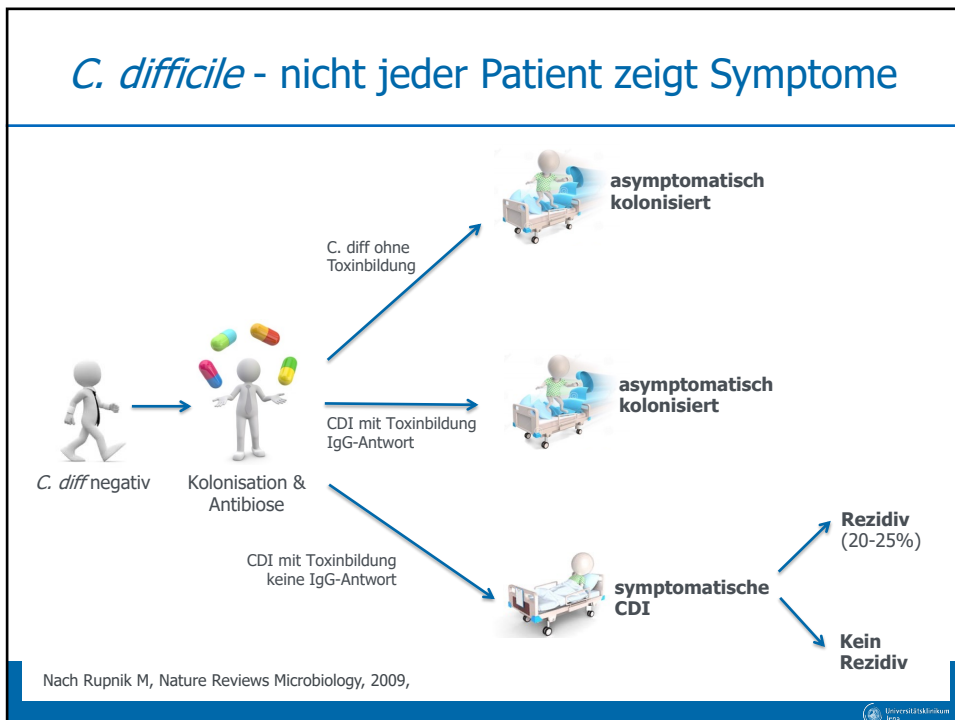 C. difficile - nicht jeder Patient zeigt Symptome
asymptomatisch
kolonisiert
C. diff ohne
Toxinbildung
asymptomatisch
kolonisiert
CDI mit Toxinbildung
IgG-Antwort
C. diff negativ
Kolonisation &
Antibiose
CDI mit Toxinbildung
keine IgG-Antwort
symptomatische
CDI
Rezidiv
(20-25%)
Kein
Rezidiv
Nach Rupnik M, Nature Reviews Microbiology, 2009,
Universitätsklinikum
Jena